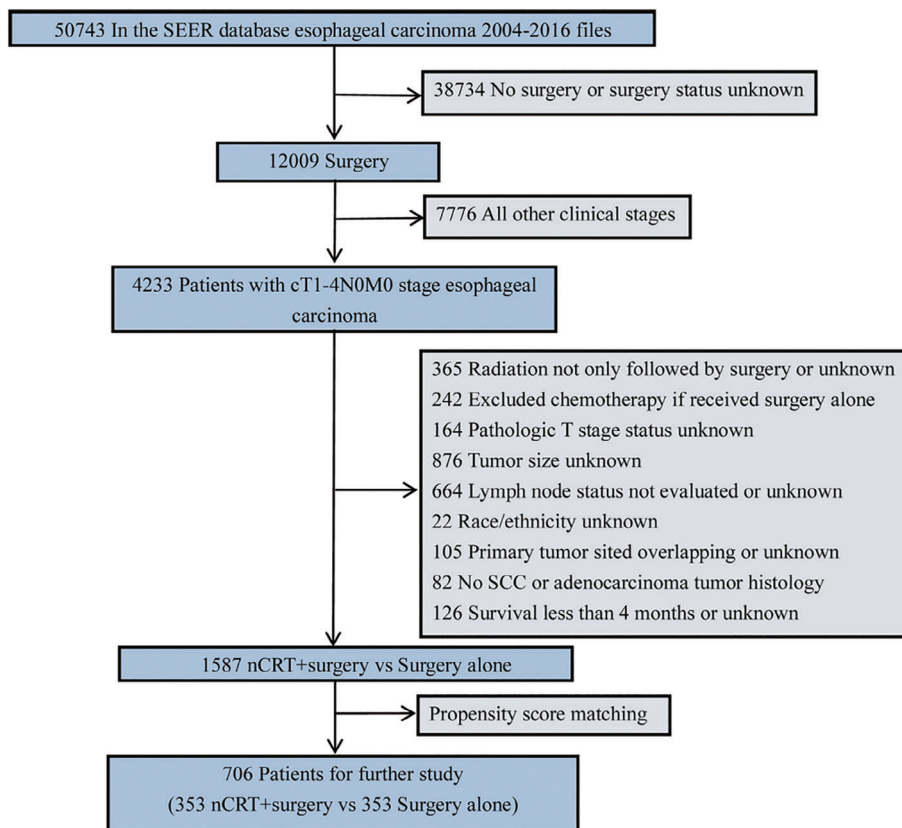 50743 In the SEER database esophageal carcinoma 2004-2016 files
38734 No surgery or surgery status unknown
12009 Surgery
7776 All other clinical stages
4233 Patients with cT1-4N0M0 stage esophageal
carcinoma
365 Radiation not only followed by surgery or unknown
242 Excluded chemotherapy if received surgery alone
164 Pathologic T stage status unknown
876 Tumor size unknown
664 Lymph node status not evaluated or unknown
22 Race/ethnicity unknown
105 Primary tumor sited overlapping or unknown
82 No SCC or adenocarcinoma tumor histology
126 Survival less than 4 months or unknown
1587 nCRT+surgery vs Surgery alone
Propensity score matching
706 Patients for further study
(353 nCRT+surgery vs 353 Surgery alone)